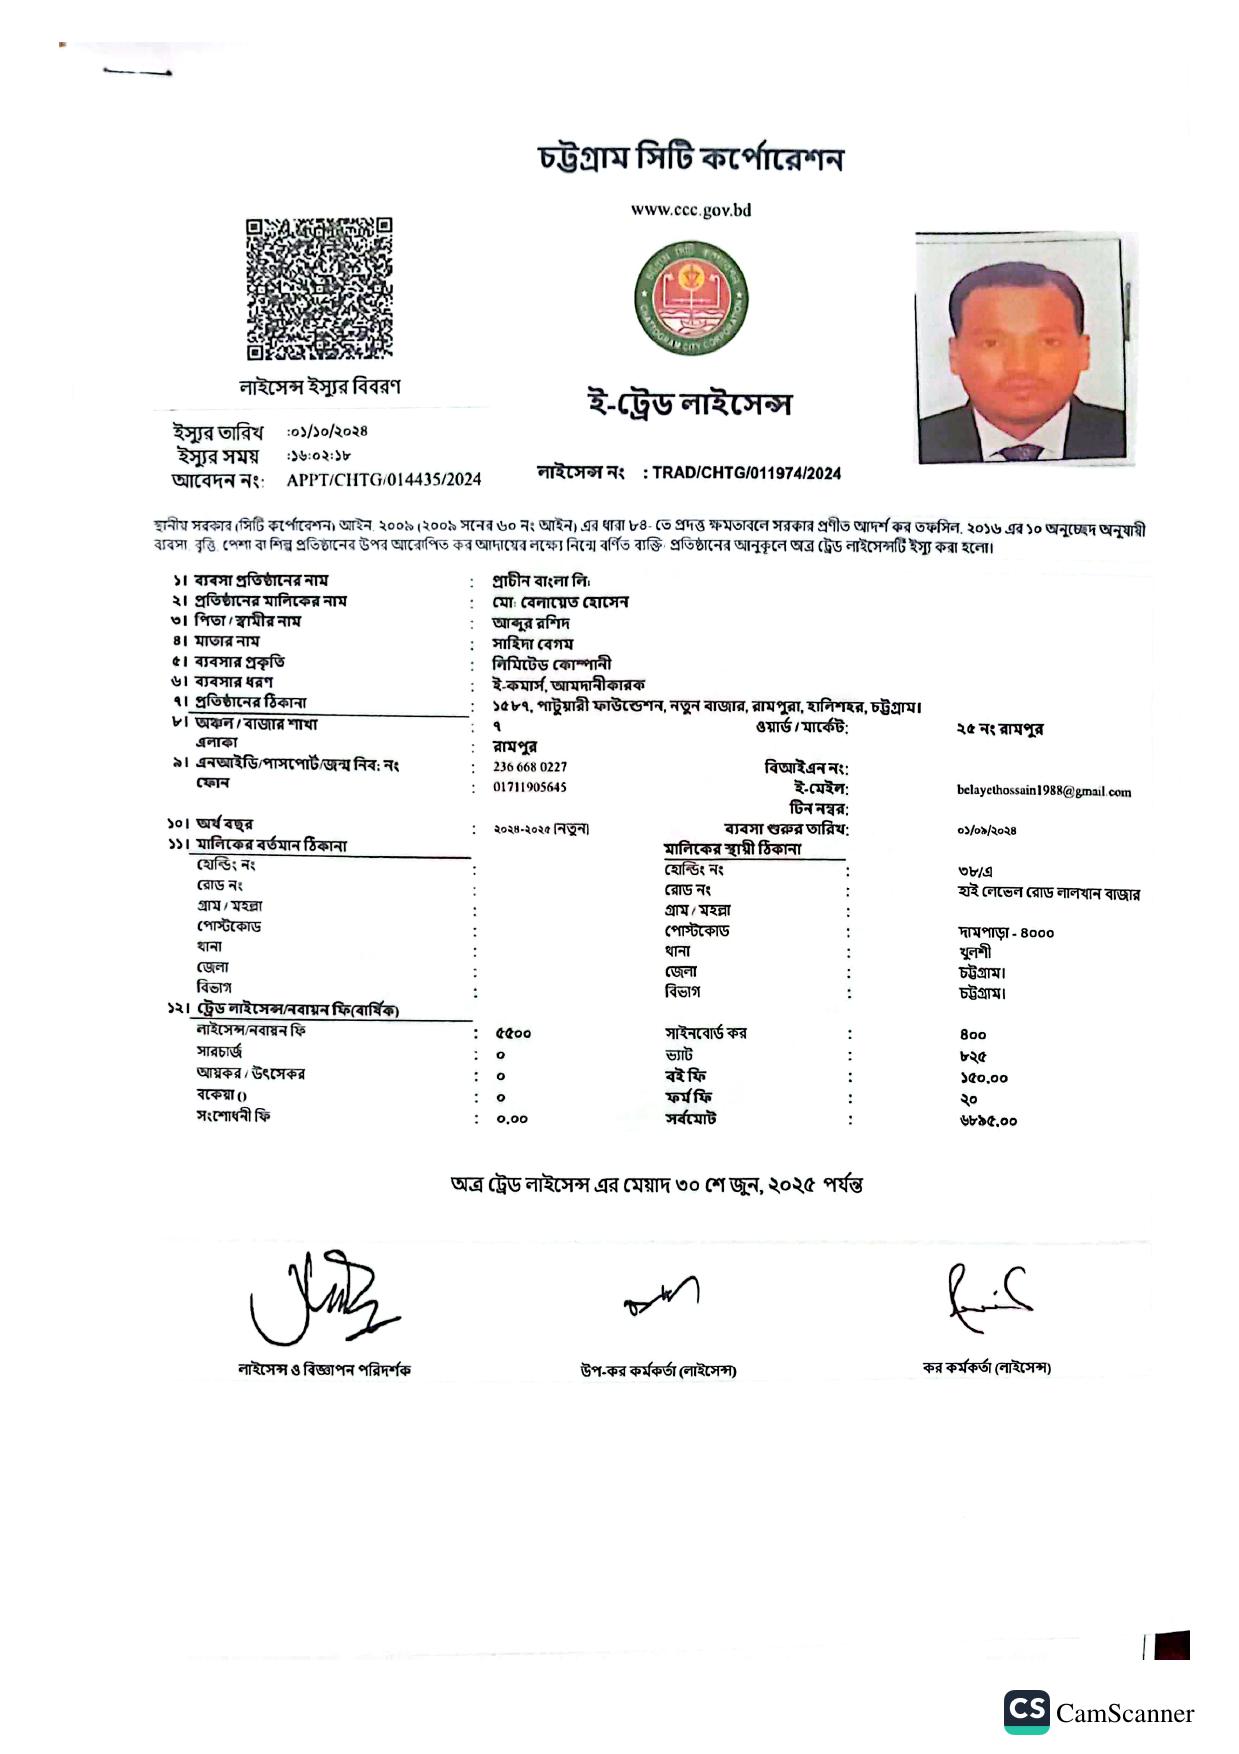 চট্টগ্রাম সিটি কর্পোরেশন
www.ccc.gov.bd
CHATTOGRAM CITY CORPORATION
লাইসেন্স ইস্যুর বিবরণ
ই-ট্রেড লাইসেন্স
ইস্যুর তারিখ :০১/১০/২০২৪
ইস্যুর সময় :১৬:০২:১৮
আবেদন নং: APPT/CHTG/014435/2024
লাইসেন্স নং : TRAD/CHTG/011974/2024
স্থানীয় সরকার (সিটি কর্পোরেশন) আইন, ২০০৯ (২০০৯ সনের ৬০ নং আইন) এর ধারা ৮৪- তে প্রদত্ত ক্ষমতাবলে সরকার প্রণীত আদর্শ কর তফসিল, ২০১৬ এর ১০ অনুচ্ছেদ অনুযায়ী
ব্যবসা, বৃত্তি, পেশা বা শিল্প প্রতিষ্ঠানের উপর আরোপিত কর আদায়ের লক্ষ্যে নিম্নে বর্ণিত ব্যক্তি/প্রতিষ্ঠানের অনুকূলে অত্র ট্রেড লাইসেন্সটি ইস্যু করা হলো।
১। ব্যবসা প্রতিষ্ঠানের নাম : প্রাচীন বাংলা লি:
২। প্রতিষ্ঠানের মালিকের নাম : মো: বেলায়েত হোসেন
৩। পিতা / স্বামীর নাম : আব্দুর রশিদ
৪। মাতার নাম : সাহিদা বেগম
৫। ব্যবসার প্রকৃতি : লিমিটেড কোম্পানী
৬। ব্যবসার ধরণ : ই-কমার্স, আমদানীকারক
৭। প্রতিষ্ঠানের ঠিকানা : ১৫৮৭, পাটুয়ারী ফাউন্ডেশন, নতুন বাজার, রামপুরা, হালিশহর, চট্টগ্রাম।
৮। অঞ্চল / বাজার শাখা : ৭ ওয়ার্ড / মার্কেট: ২৫ নং রামপুর
এলাকা : রামপুর
৯। এনআইডি/পাসপোর্ট/জন্ম নিব: নং : 236 668 0227 বিআইএন নং:
ফোন : 01711905645 ই-মেইল: belayethossain1988@gmail.com
টিন নম্বর:
১০। অর্থ বছর : ২০২৪-২০২৫ [নতুন] ব্যবসা শুরুর তারিখ: ০১/০৯/২০২৪
১১। মালিকের বর্তমান ঠিকানা মালিকের স্থায়ী ঠিকানা
হোল্ডিং নং : হোল্ডিং নং : ৩৮/এ
রোড নং : রোড নং : হাই লেভেল রোড লালখান বাজার
গ্রাম / মহল্লা : গ্রাম / মহল্লা :
পোস্টকোড : পোস্টকোড : দামপাড়া - ৪০০০
থানা : থানা : খুলশী
জেলা : জেলা : চট্টগ্রাম।
বিভাগ : বিভাগ : চট্টগ্রাম।
১২। ট্রেড লাইসেন্স/নবায়ন ফি(বার্ষিক)
লাইসেন্স/নবায়ন ফি : ৫৫০০ সাইনবোর্ড কর : ৪০০
সারচার্জ : ০ ভ্যাট : ৮২৫
আয়কর / উৎসেকর : ০ বই ফি : ১৫০.০০
বকেয়া () : ০ ফর্ম ফি : ২০
সংশোধনী ফি : ০.০০ সর্বমোট : ৬৮৯৫.০০
অত্র ট্রেড লাইসেন্স এর মেয়াদ ৩০ শে জুন, ২০২৫ পর্যন্ত
লাইসেন্স ও বিজ্ঞাপন পরিদর্শক
উপ-কর কর্মকর্তা (লাইসেন্স)
কর কর্মকর্তা (লাইসেন্স)
CS CamScanner